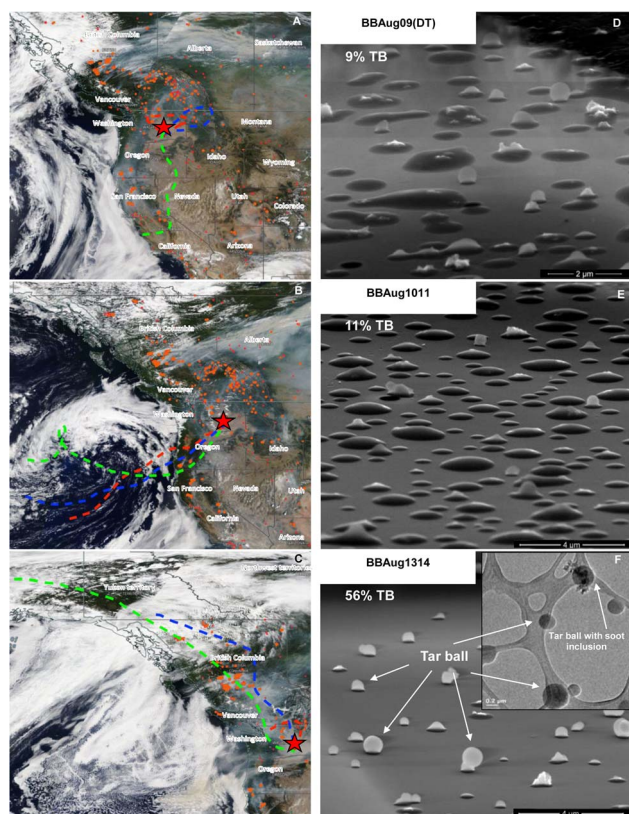 A
British Columbia
Alberta
Saskatchewan
Vancouver
Washington
Montana
Oregon
Idaho
Wyoming
San Francisco
Nevada
Utah
Colorado
California
Arizona
BBAug09(DT)
D
9% TB
2 µm
B
British Columbia
Alberta
Vancouver
Washington
Oregon
Idaho
San Francisco
Nevada
Utah
California
Arizona
BBAug1011
E
11% TB
4 µm
C
Northwest Territories
Yukon Territory
British Columbia
Vancouver
Washington
Oregon
BBAug1314
F
56% TB
Tar ball with soot
inclusion
Tar ball
0.2 µm
4 µm